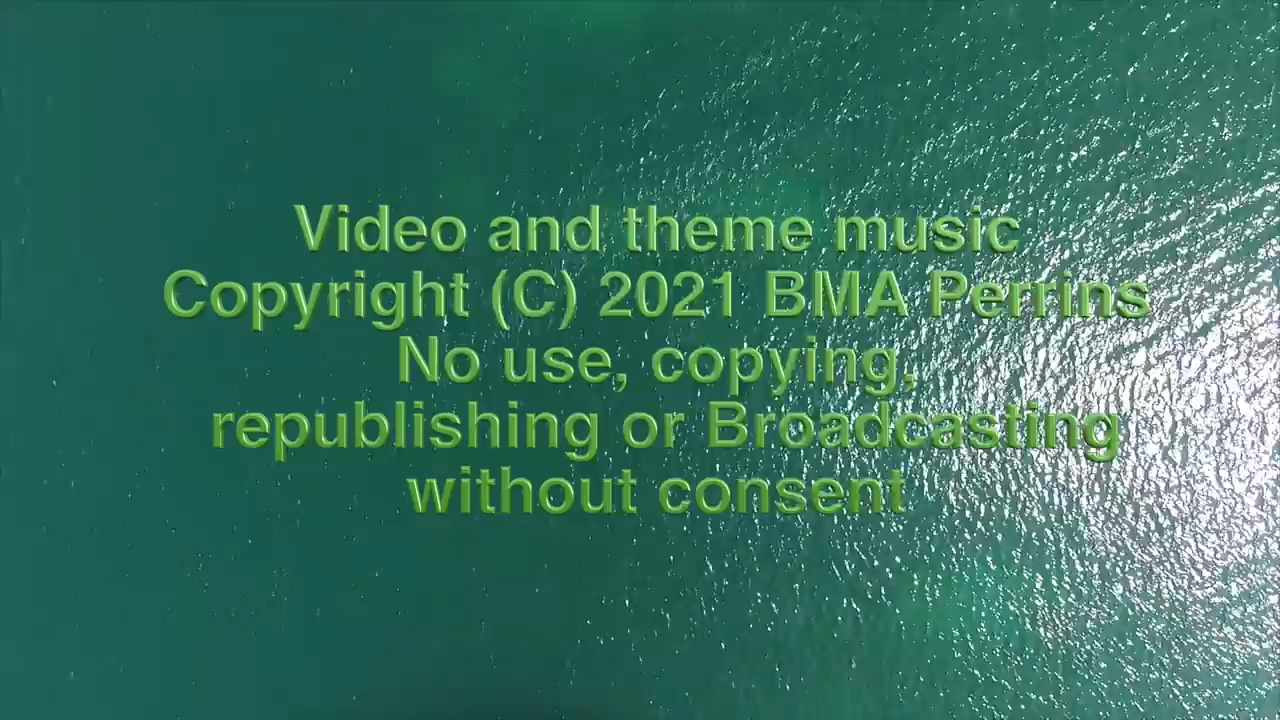 Video and theme music
Copyright (C) 2021 BMA Perrins
No use, copying,
republishing or Broadcasting
without consent